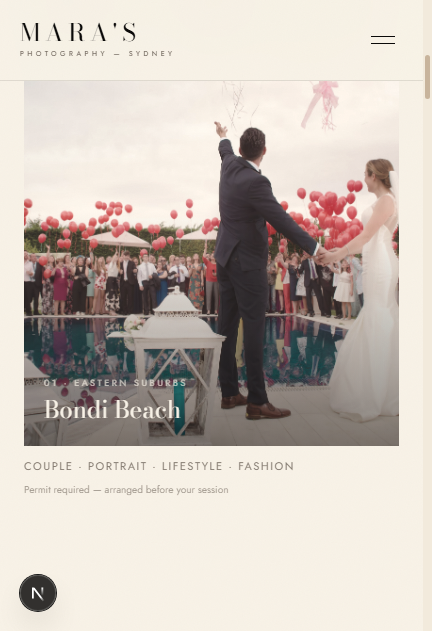 MARA'S
PHOTOGRAPHY — SYDNEY
01 · EASTERN SUBURBS
Bondi Beach
COUPLE · PORTRAIT · LIFESTYLE · FASHION
Permit required — arranged before your session
N